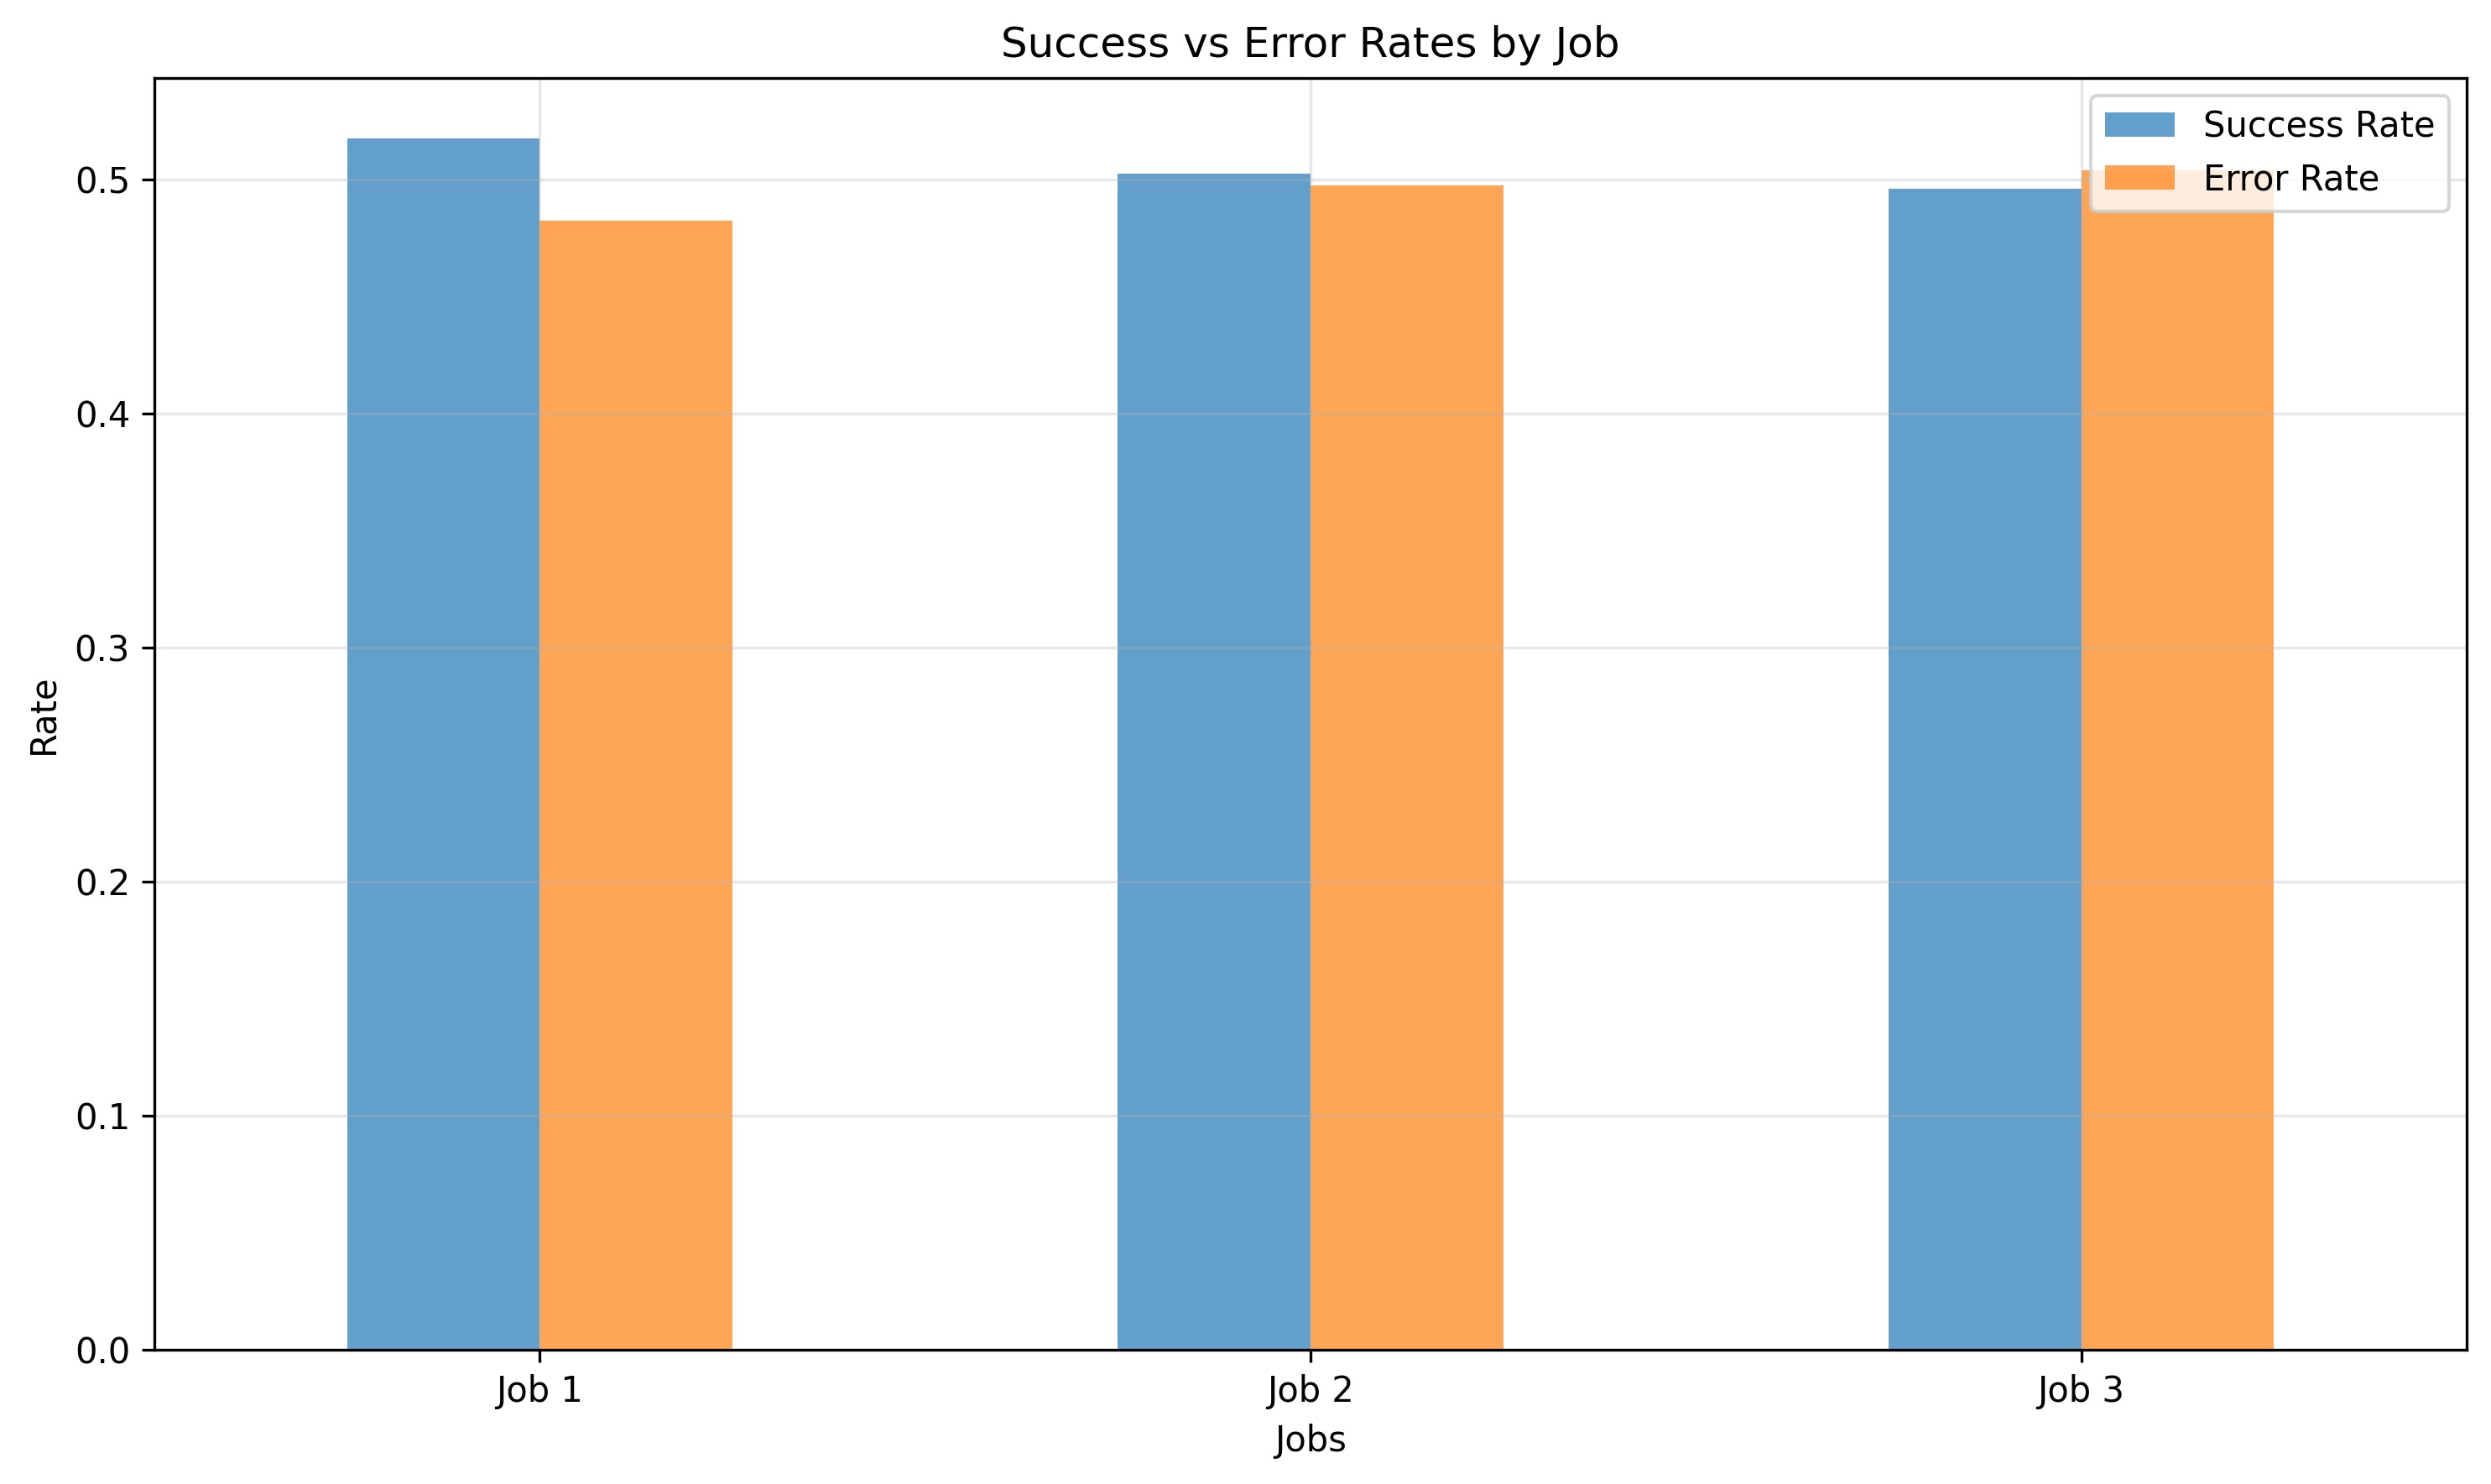 Success vs Error Rates by Job
Success Rate
Error Rate
0.5
0.4
0.3
0.2
0.1
0.0
Rate
Job 1
Job 2
Job 3
Jobs